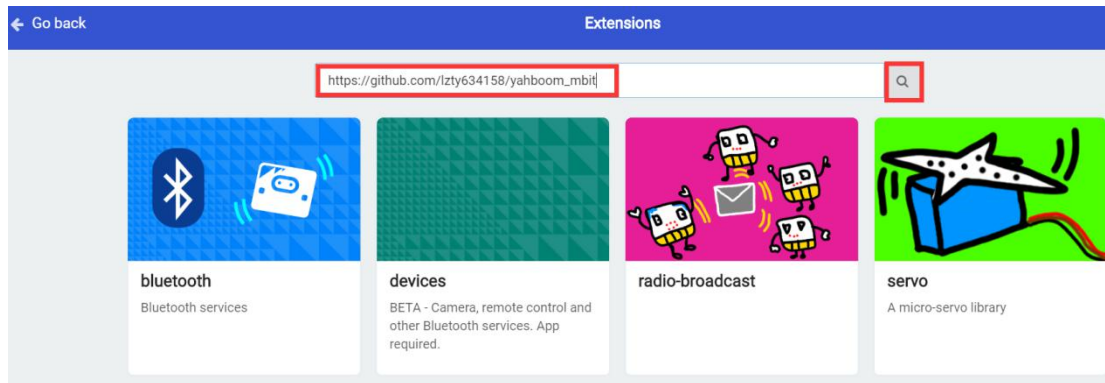 Go back
Extensions
https://github.com/lzty634158/yahboom_mbit
bluetooth
Bluetooth services
devices
BETA - Camera, remote control and
other Bluetooth services. App
required.
radio-broadcast
servo
A micro-servo library